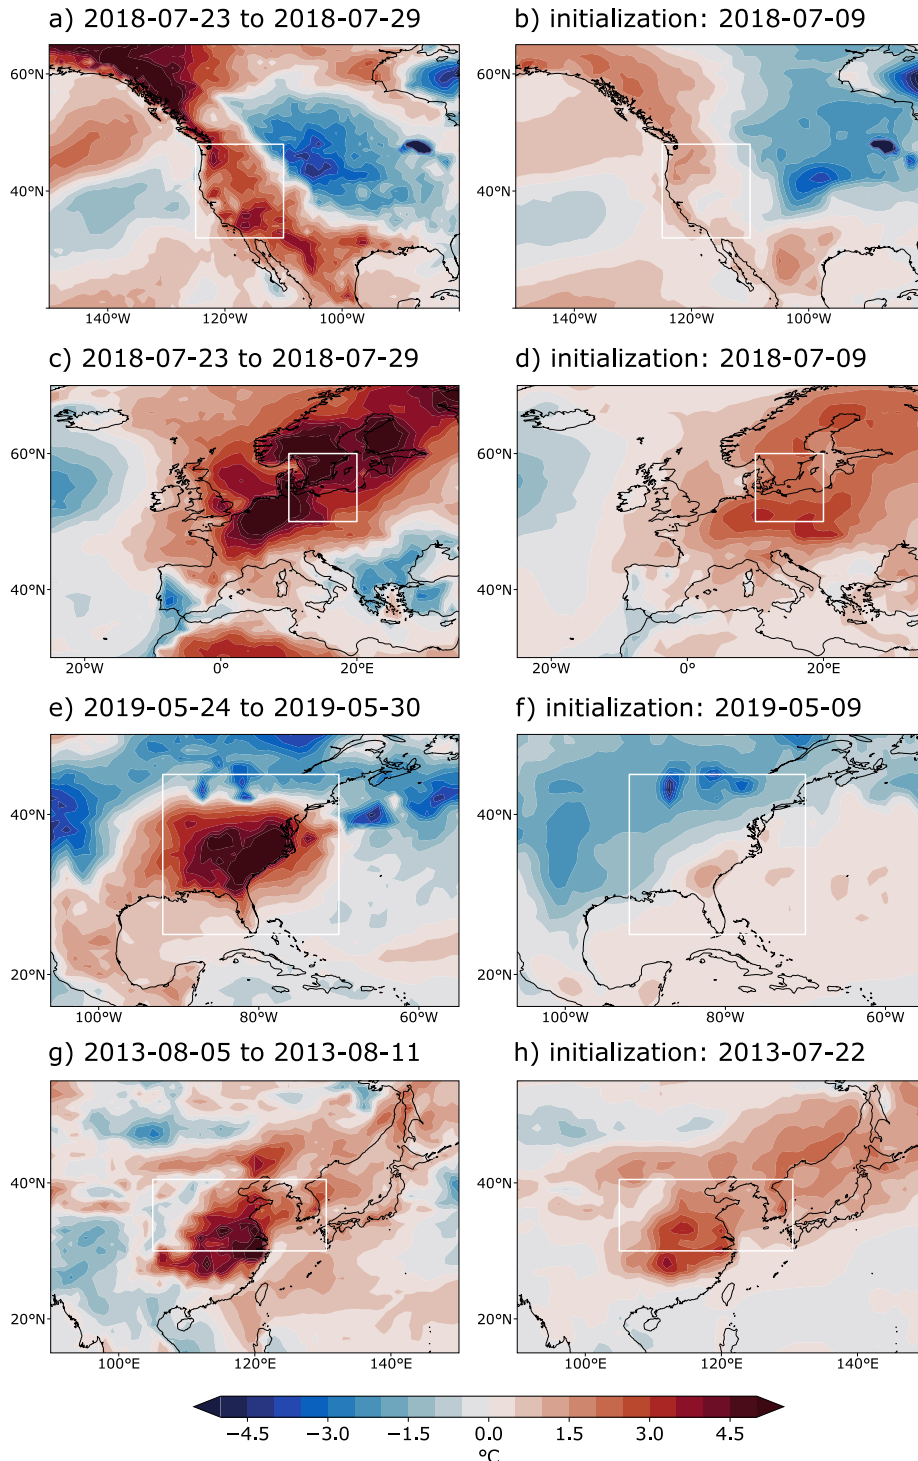 a) 2018-07-23 to 2018-07-29
b) initialization: 2018-07-09
60°N
40°N
60°N
40°N
140°W 120°W 100°W
140°W 120°W 100°W
c) 2018-07-23 to 2018-07-29
d) initialization: 2018-07-09
60°N
40°N
60°N
40°N
20°W 0° 20°E
20°W 0° 20°E
e) 2019-05-24 to 2019-05-30
f) initialization: 2019-05-09
40°N
20°N
40°N
20°N
100°W 80°W 60°W
100°W 80°W 60°W
g) 2013-08-05 to 2013-08-11
h) initialization: 2013-07-22
40°N
20°N
40°N
20°N
100°E 120°E 140°E
100°E 120°E 140°E
−4.5 −3.0 −1.5 0.0 1.5 3.0 4.5
°C